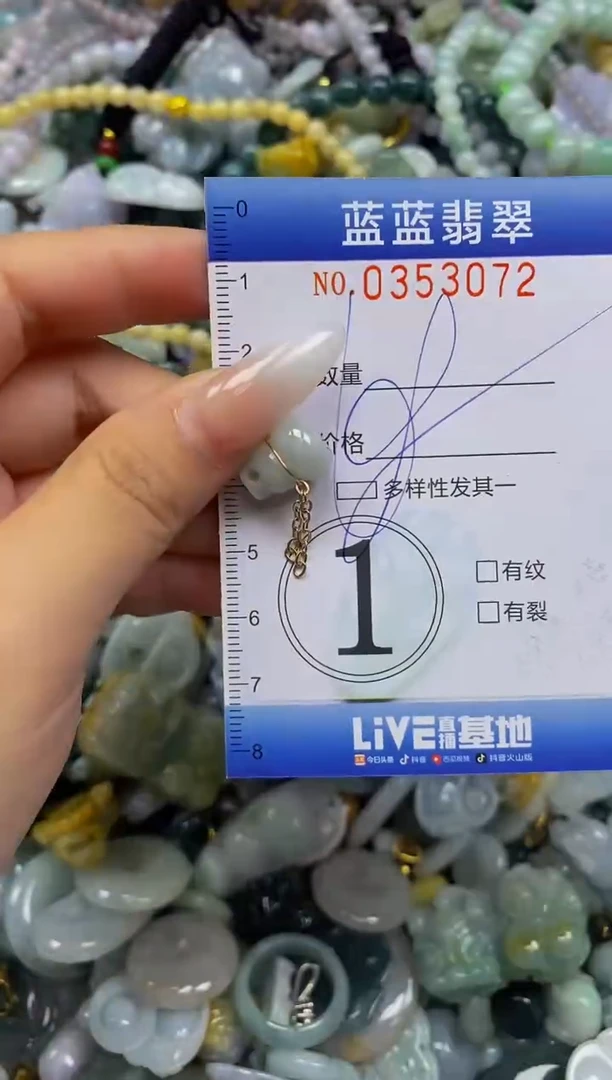 0
蓝蓝翡翠
1
NO.0353072
2
数量
价格
多样性发其一
5
1
有纹
6
有裂
7
LiVE直播基地
8
今日头条 抖音 西瓜视频 抖音火山版